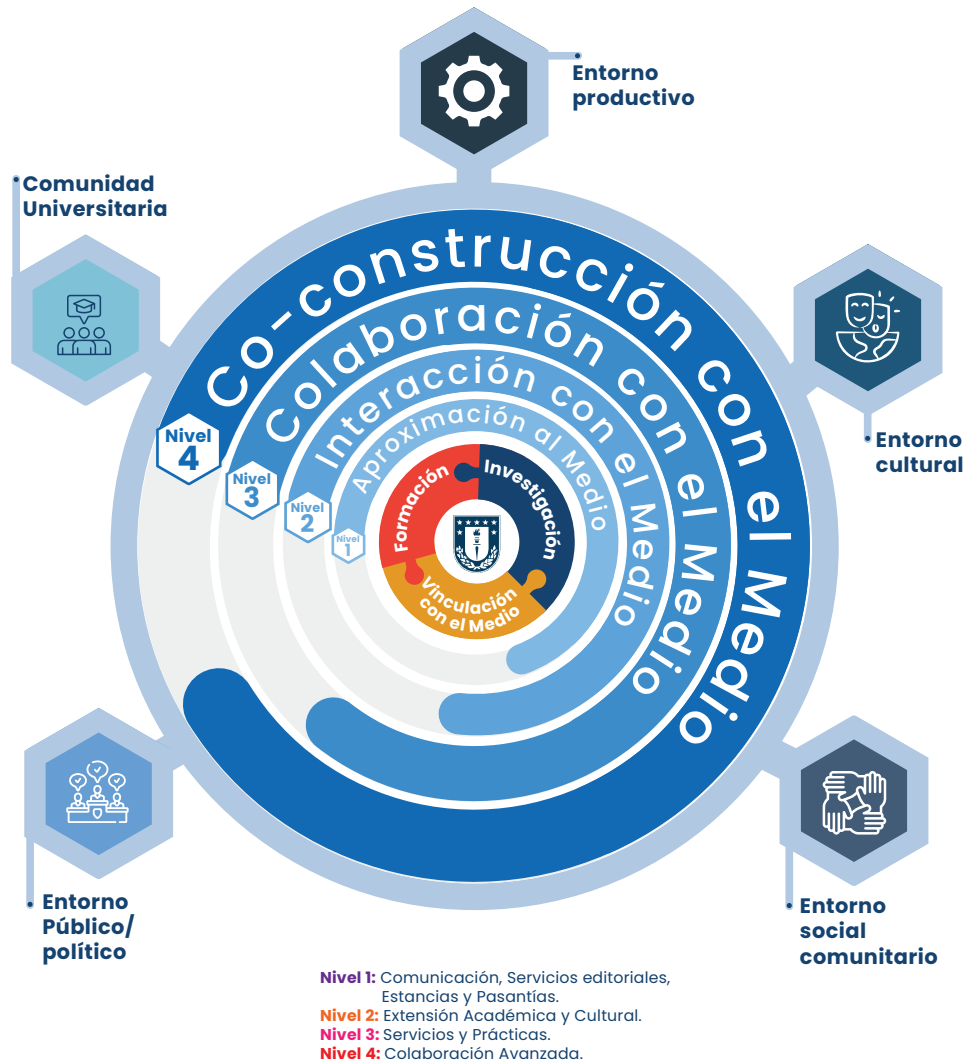 Entorno
productivo
Comunidad
Universitaria
Entorno
cultural
Co-construcción con el Medio
Colaboración con el Medio
Interacción con el Medio
Aproximación al Medio
Nivel
4
Nivel
3
Nivel
2
Nivel
1
Formación
Investigación
Vinculación
con el Medio
Entorno
Público/
político
Entorno
social
comunitario
Nivel 1: Comunicación, Servicios editoriales,
Estancias y Pasantías.
Nivel 2: Extensión Académica y Cultural.
Nivel 3: Servicios y Prácticas.
Nivel 4: Colaboración Avanzada.